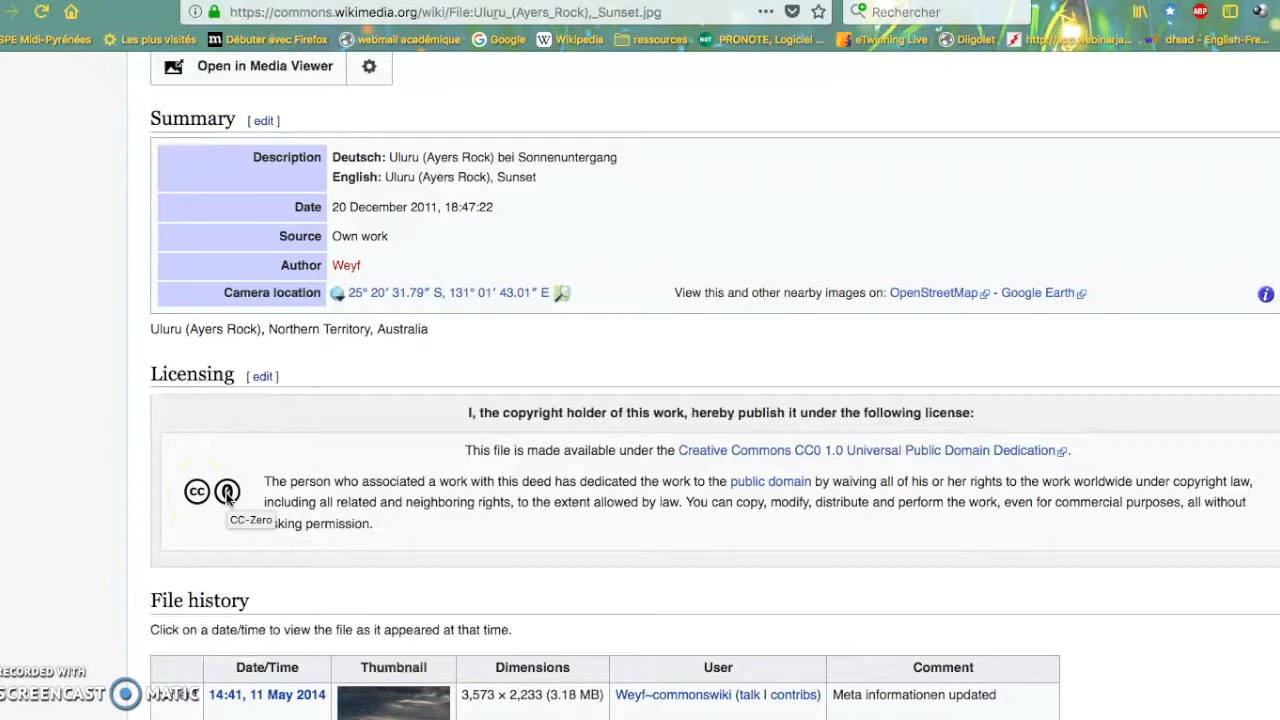 https://commons.wikimedia.org/wiki/File:Uluru_(Ayers_Rock),_Sunset.jpg
Rechercher
SPE Midi-Pyrénées Les plus visités Débuter avec Firefox webmail académique Google Wikipedia ressources PRONOTE, Logiciel ... eTwinning Live Diigolet http://app.webinarja... dread - English-Fre...
Open in Media Viewer
Summary [ edit ]
Description Deutsch: Uluru (Ayers Rock) bei Sonnenuntergang
English: Uluru (Ayers Rock), Sunset
Date 20 December 2011, 18:47:22
Source Own work
Author Weyf
Camera location 25° 20′ 31.79″ S, 131° 01′ 43.01″ E View this and other nearby images on: OpenStreetMap - Google Earth
Uluru (Ayers Rock), Northern Territory, Australia
Licensing [ edit ]
I, the copyright holder of this work, hereby publish it under the following license:
This file is made available under the Creative Commons CC0 1.0 Universal Public Domain Dedication.
The person who associated a work with this deed has dedicated the work to the public domain by waiving all of his or her rights to the work worldwide under copyright law,
including all related and neighboring rights, to the extent allowed by law. You can copy, modify, distribute and perform the work, even for commercial purposes, all without
CC-Zero
permission.
File history
Click on a date/time to view the file as it appeared at that time.
Date/Time Thumbnail Dimensions User Comment
14:41, 11 May 2014 3,573 × 2,233 (3.18 MB) Weyf~commonswiki (talk | contribs) Meta informationen updated
RECORDED WITH
SCREENCAST MATIC